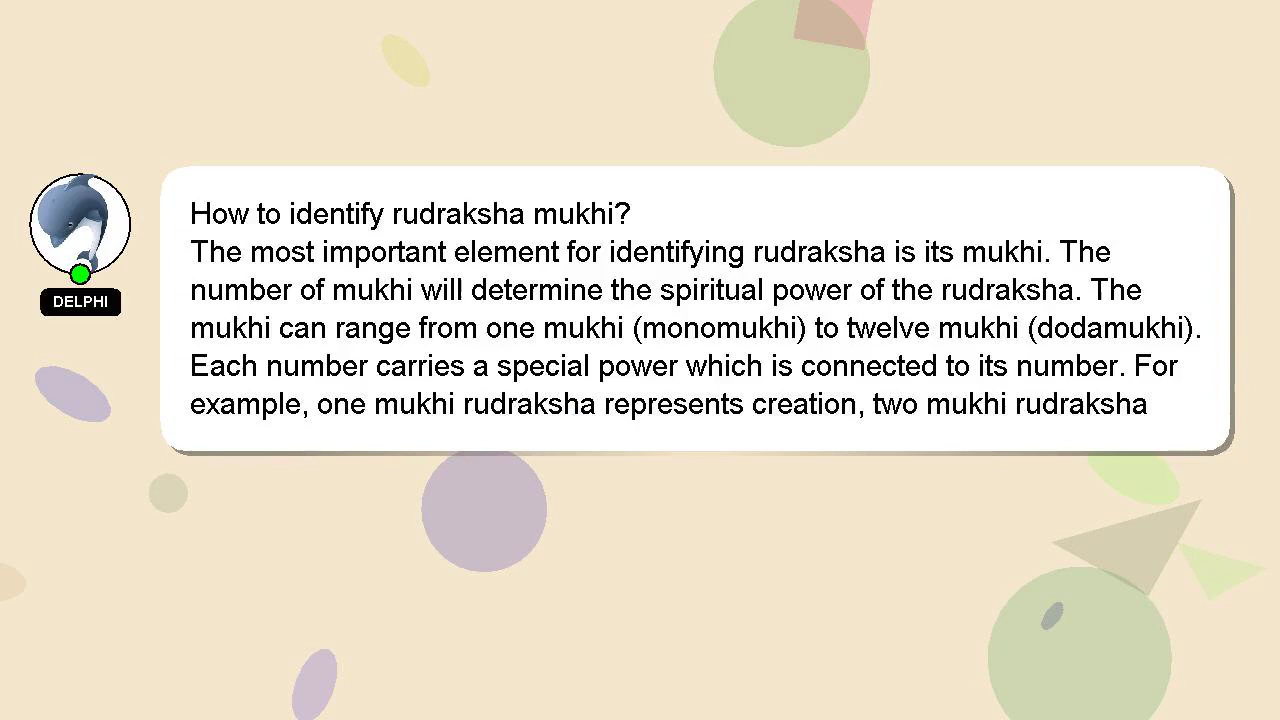 How to identify rudraksha mukhi?
The most important element for identifying rudraksha is its mukhi. The
number of mukhi will determine the spiritual power of the rudraksha. The
mukhi can range from one mukhi (monomukhi) to twelve mukhi (dodamukhi).
Each number carries a special power which is connected to its number. For
example, one mukhi rudraksha represents creation, two mukhi rudraksha
DELPHI